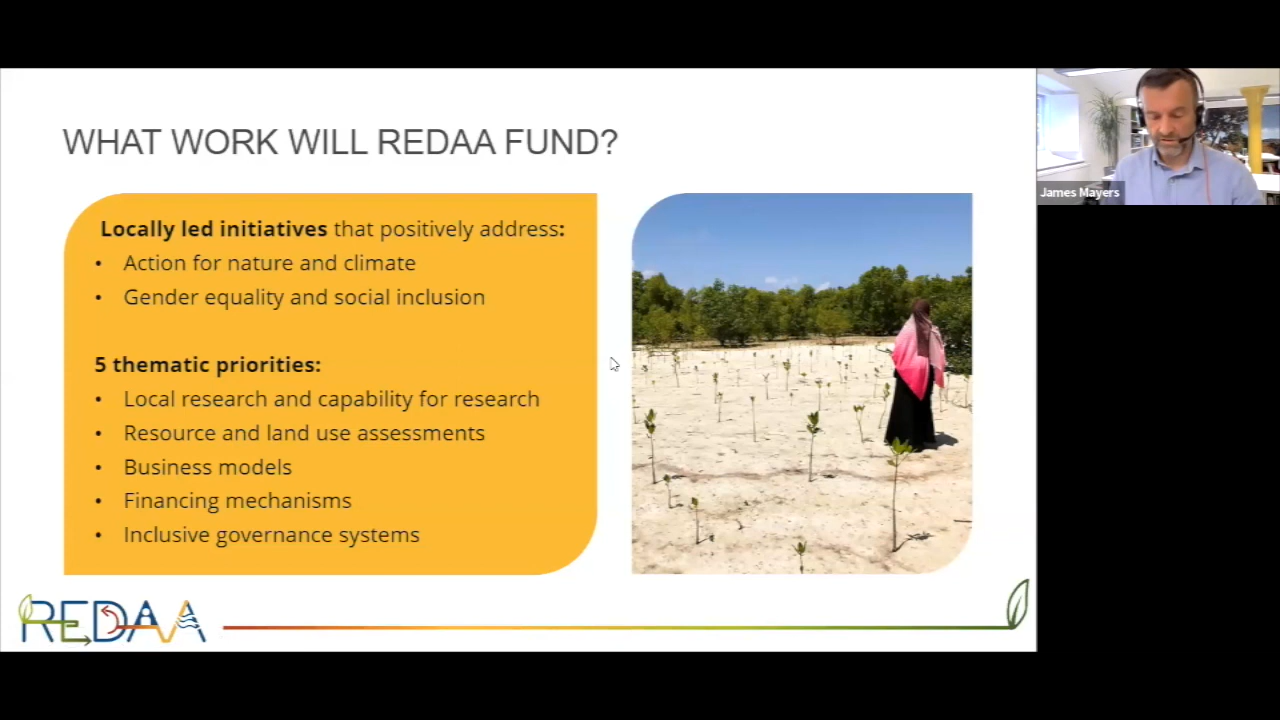 WHAT WORK WILL REDAA FUND?
Locally led initiatives that positively address:
• Action for nature and climate
• Gender equality and social inclusion
5 thematic priorities:
• Local research and capability for research
• Resource and land use assessments
• Business models
• Financing mechanisms
• Inclusive governance systems
REDAA
James Mayers